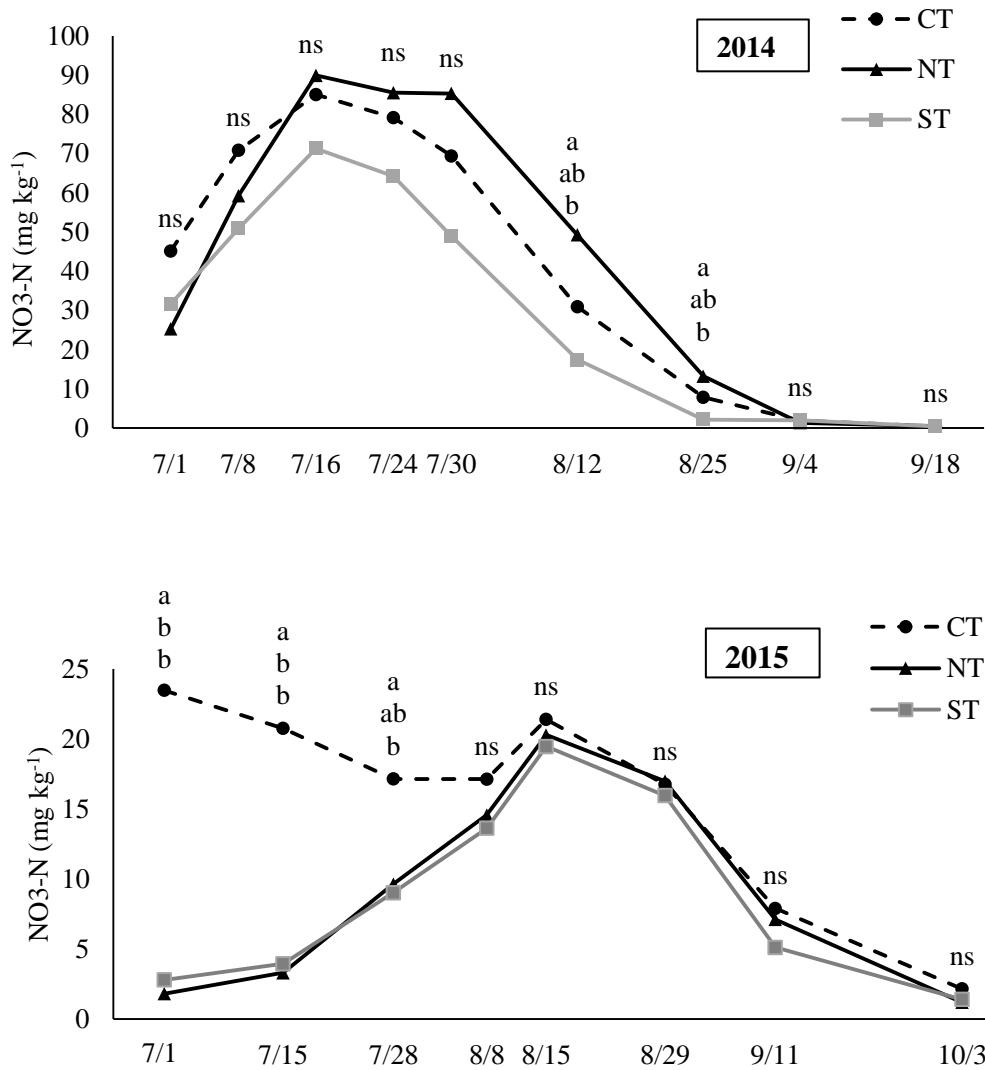 2014
CT
NT
ST
NO3-N (mg kg-1)
100
90
80
70
60
50
40
30
20
10
0
ns
ns
ns
ns
ns
a
ab
b
a
ab
b
ns
ns
7/1 7/8 7/16 7/24 7/30 8/12 8/25 9/4 9/18
2015
CT
NT
ST
NO3-N (mg kg-1)
25
20
15
10
5
0
a
b
b
a
b
b
a
ab
b
ns
ns
ns
ns
ns
7/1 7/15 7/28 8/8 8/15 8/29 9/11 10/3